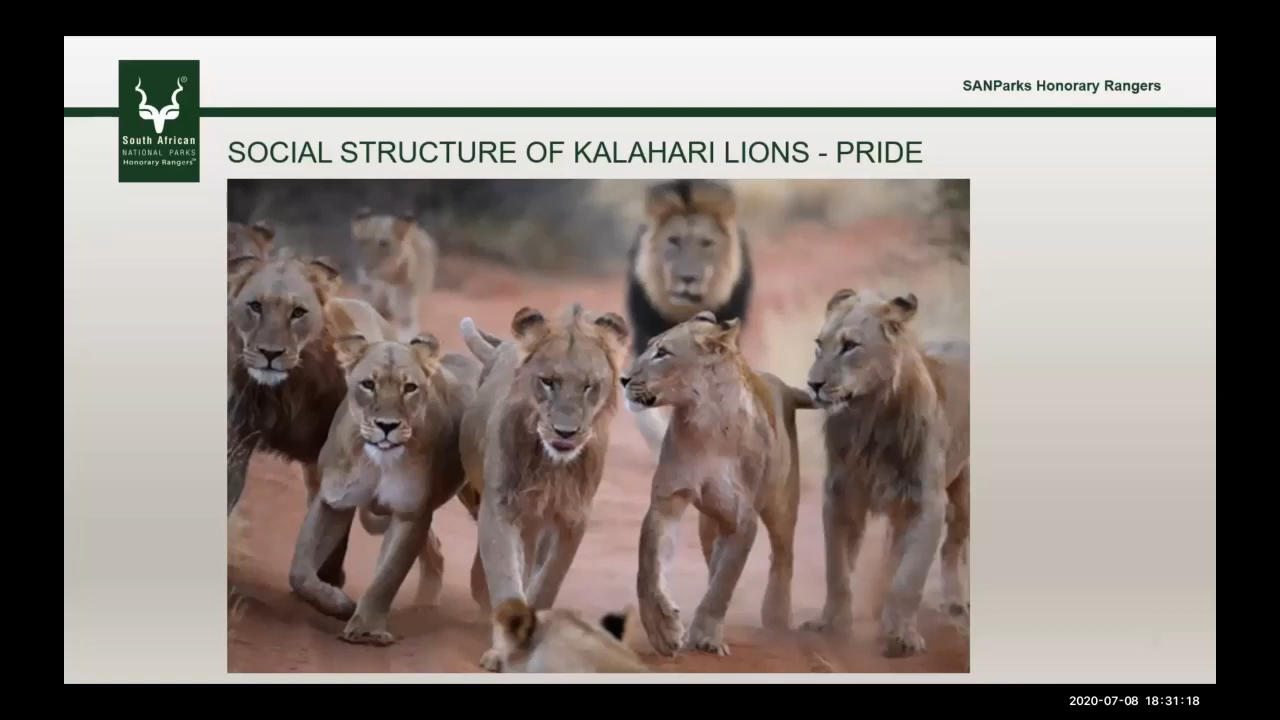 SANParks Honorary Rangers
South African
NATIONAL PARKS
Honorary Rangers™
SOCIAL STRUCTURE OF KALAHARI LIONS - PRIDE
2020-07-08 18:31:18